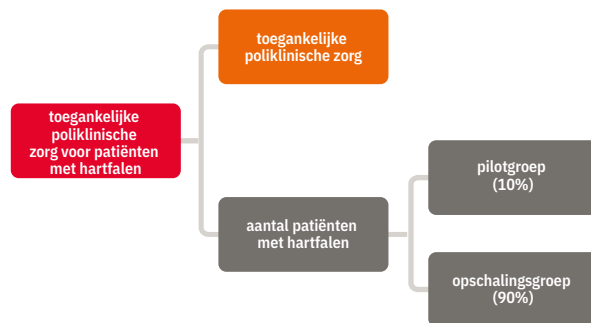 toegankelijke
poliklinische zorg
toegankelijke
poliklinische
zorg voor patiënten
met hartfalen
pilotgroep
(10%)
aantal patiënten
met hartfalen
opschalingsgroep
(90%)